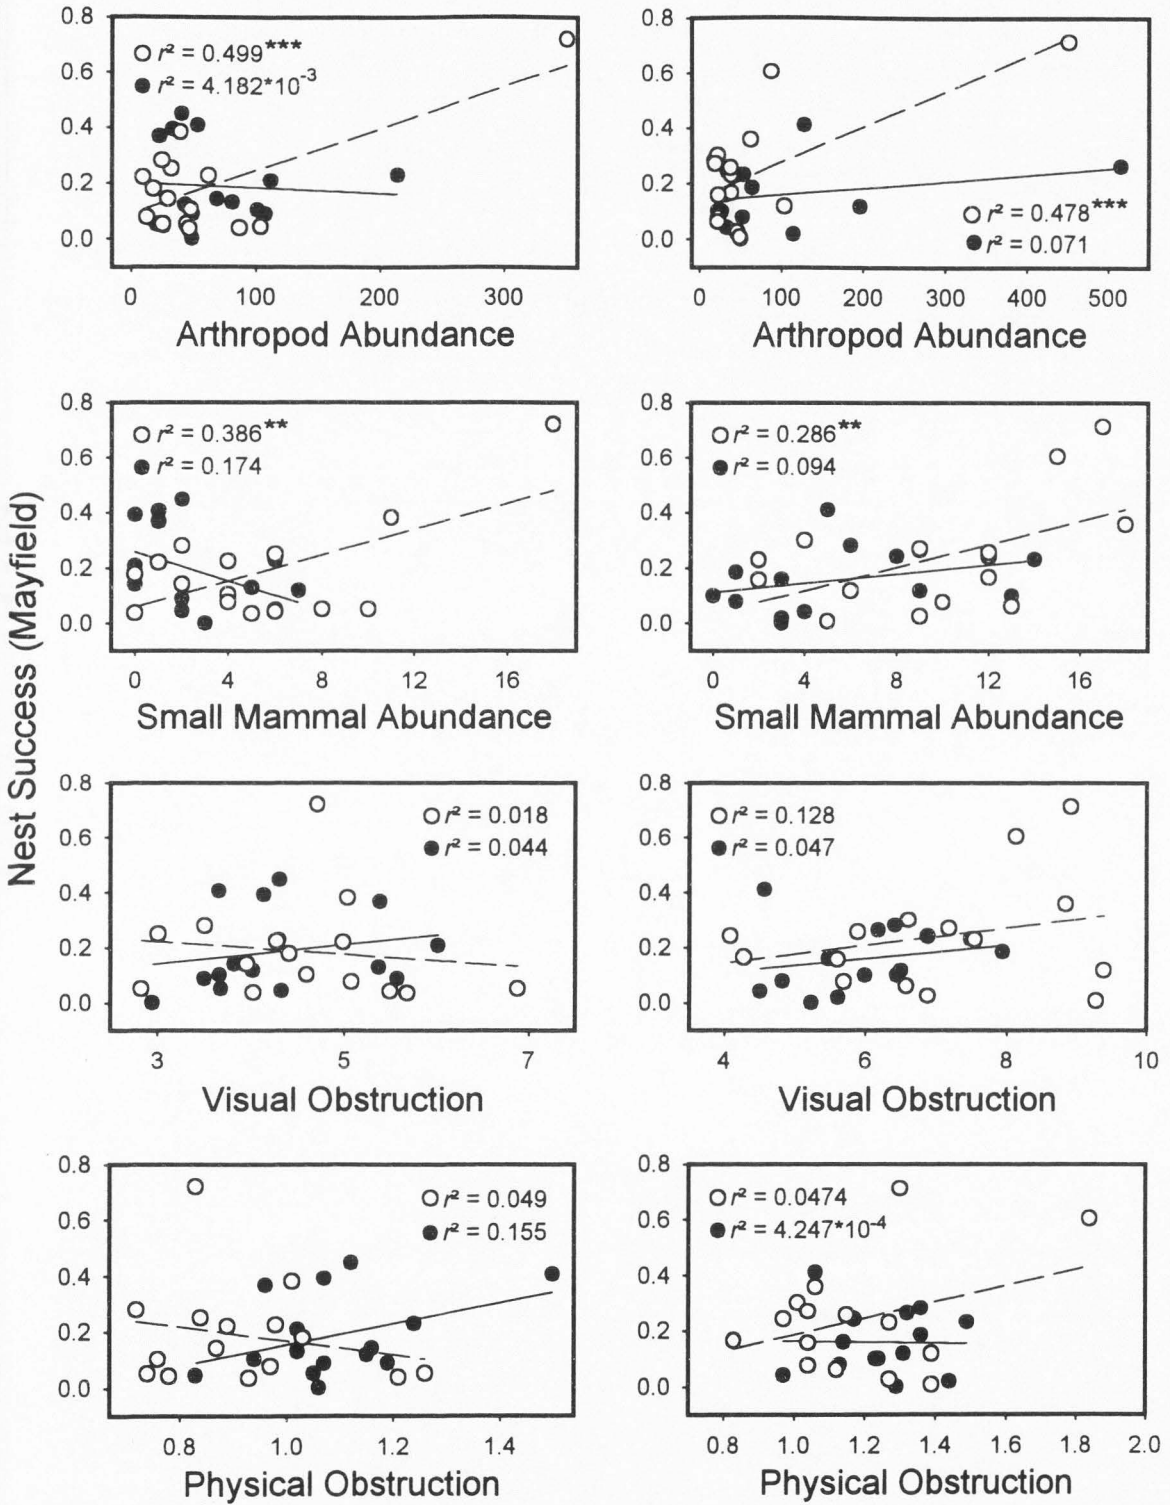 Nest Success (Mayfield)
0.8
0.6
0.4
0.2
0.0
r² = 0.499***
r² = 4.182*10-3
0 100 200 300
Arthropod Abundance
0.8
0.6
0.4
0.2
0.0
r² = 0.478***
r² = 0.071
0 100 200 300 400 500
Arthropod Abundance
0.8
0.6
0.4
0.2
0.0
r² = 0.386**
r² = 0.174
0 4 8 12 16
Small Mammal Abundance
0.8
0.6
0.4
0.2
0.0
r² = 0.286**
r² = 0.094
0 4 8 12 16
Small Mammal Abundance
0.8
0.6
0.4
0.2
0.0
r² = 0.018
r² = 0.044
3 5 7
Visual Obstruction
0.8
0.6
0.4
0.2
0.0
r² = 0.128
r² = 0.047
4 6 8 10
Visual Obstruction
0.8
0.6
0.4
0.2
0.0
r² = 0.049
r² = 0.155
0.8 1.0 1.2 1.4
Physical Obstruction
0.8
0.6
0.4
0.2
0.0
r² = 0.0474
r² = 4.247*10-4
0.8 1.0 1.2 1.4 1.6 1.8 2.0
Physical Obstruction